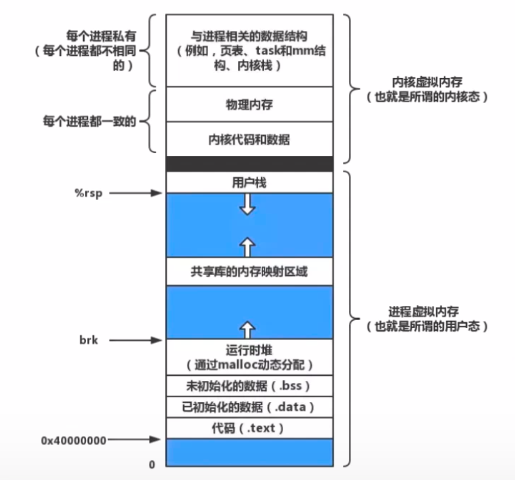 每个进程私有
（每个进程都不相同
的）
与进程相关的数据结构
（例如，页表、task和mm结
构、内核栈）
每个进程都一致的
物理内存
内核代码和数据
内核虚拟内存
（也就是所谓的内核态）
用户栈
%rsp
共享库的内存映射区域
进程虚拟内存
（也就是所谓的用户态）
brk
运行时堆
（通过malloc动态分配）
未初始化的数据（.bss）
已初始化的数据（.data）
代码（.text）
0x40000000
0